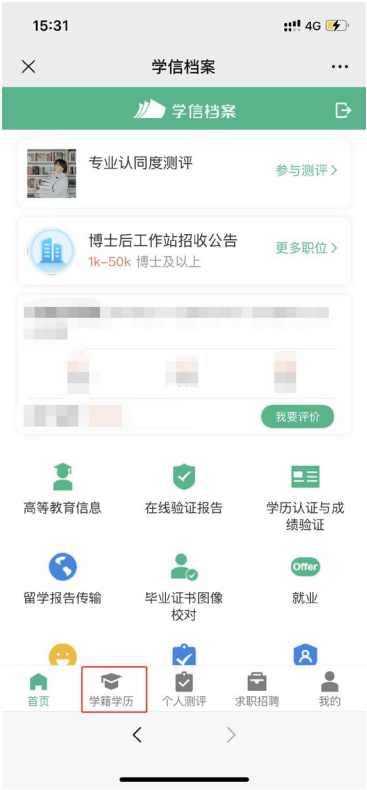 15:31
4G
学信档案
学信档案
专业认同度测评
参与测评
博士后工作站招收公告
更多职位
1k-50k 博士及以上
我要评价
高等教育信息
在线验证报告
学历认证与成
绩验证
Offer
留学报告传输
毕业证书图像
校对
就业
首页
学籍学历
个人测评
求职招聘
我的